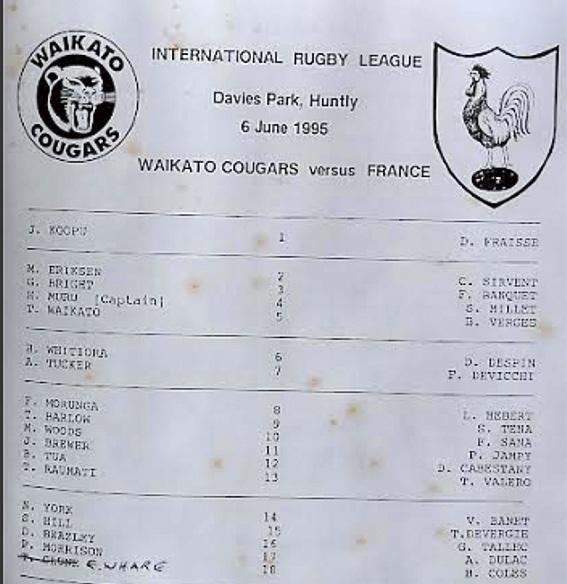 WAIKATO
COUGARS
INTERNATIONAL RUGBY LEAGUE
Davies Park, Huntly
6 June 1995
WAIKATO COUGARS versus FRANCE
J. KOOPU 1 D. FRAISSE
M. ERIKSEN 2 C. SIRVENT
G. BRIGHT 3 F. BANQUET
H. MURU [Captain] 4 S. MILLET
T. WAIKATO 5 B. VERGES
H. WHITIORA 6 D. DESPIN
A. TUCKER 7 F. DEVICCHI
F. MORUNGA 8 L. HEBERT
T. BARLOW 9 S. TENA
M. WOODS 10 F. SANA
J. BREWER 11 P. JAMPY
B. TUA 12 D. CABESTANY
T. RAUMATI 13 T. VALERO
N. YORK 14 V. BANET
S. HILL 15 T.DEVERGIE
D. BEAZLEY 16 G. TALLEC
P. MORRISON 17 A. DULAC
E. WHARE 18 B. COLES